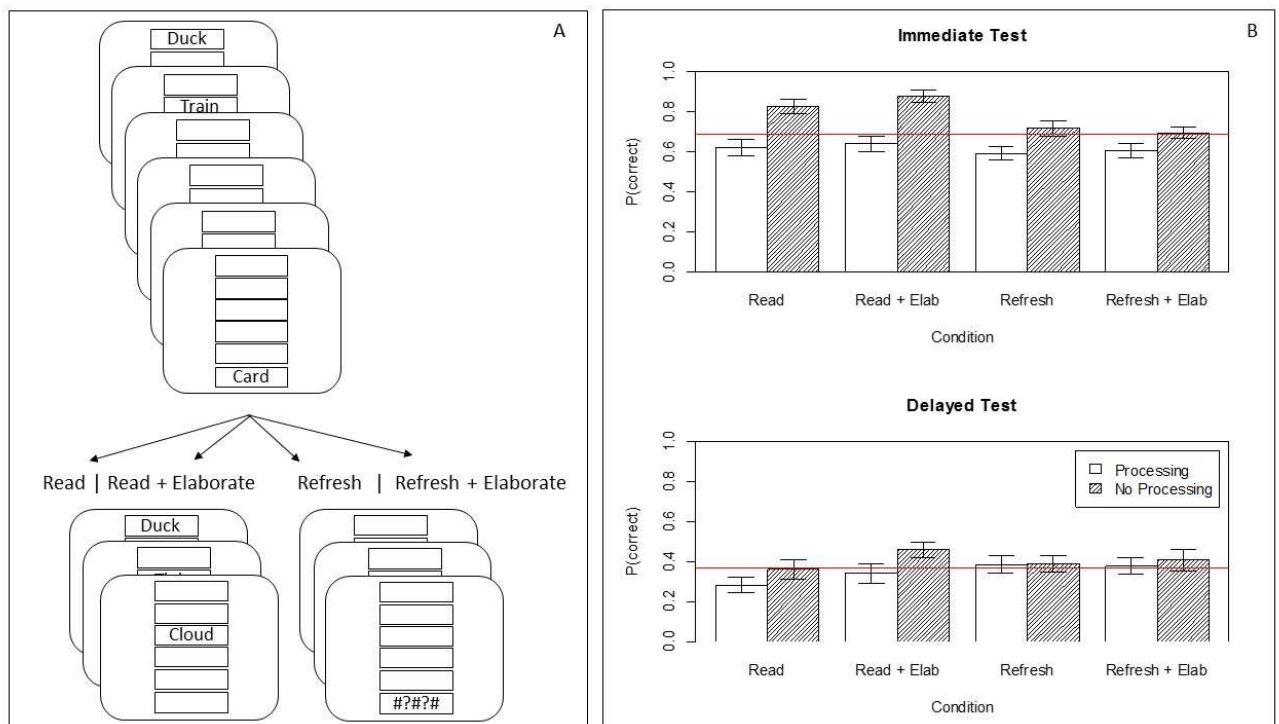 A
Duck
Train
Card
Read | Read + Elaborate
Refresh | Refresh + Elaborate
Duck
Cloud
#?#?#
B
Immediate Test
P(correct)
1.0
0.8
0.6
0.4
0.2
0.0
Read
Read + Elab
Refresh
Refresh + Elab
Condition
Delayed Test
P(correct)
1.0
0.8
0.6
0.4
0.2
0.0
Processing
No Processing
Read
Read + Elab
Refresh
Refresh + Elab
Condition